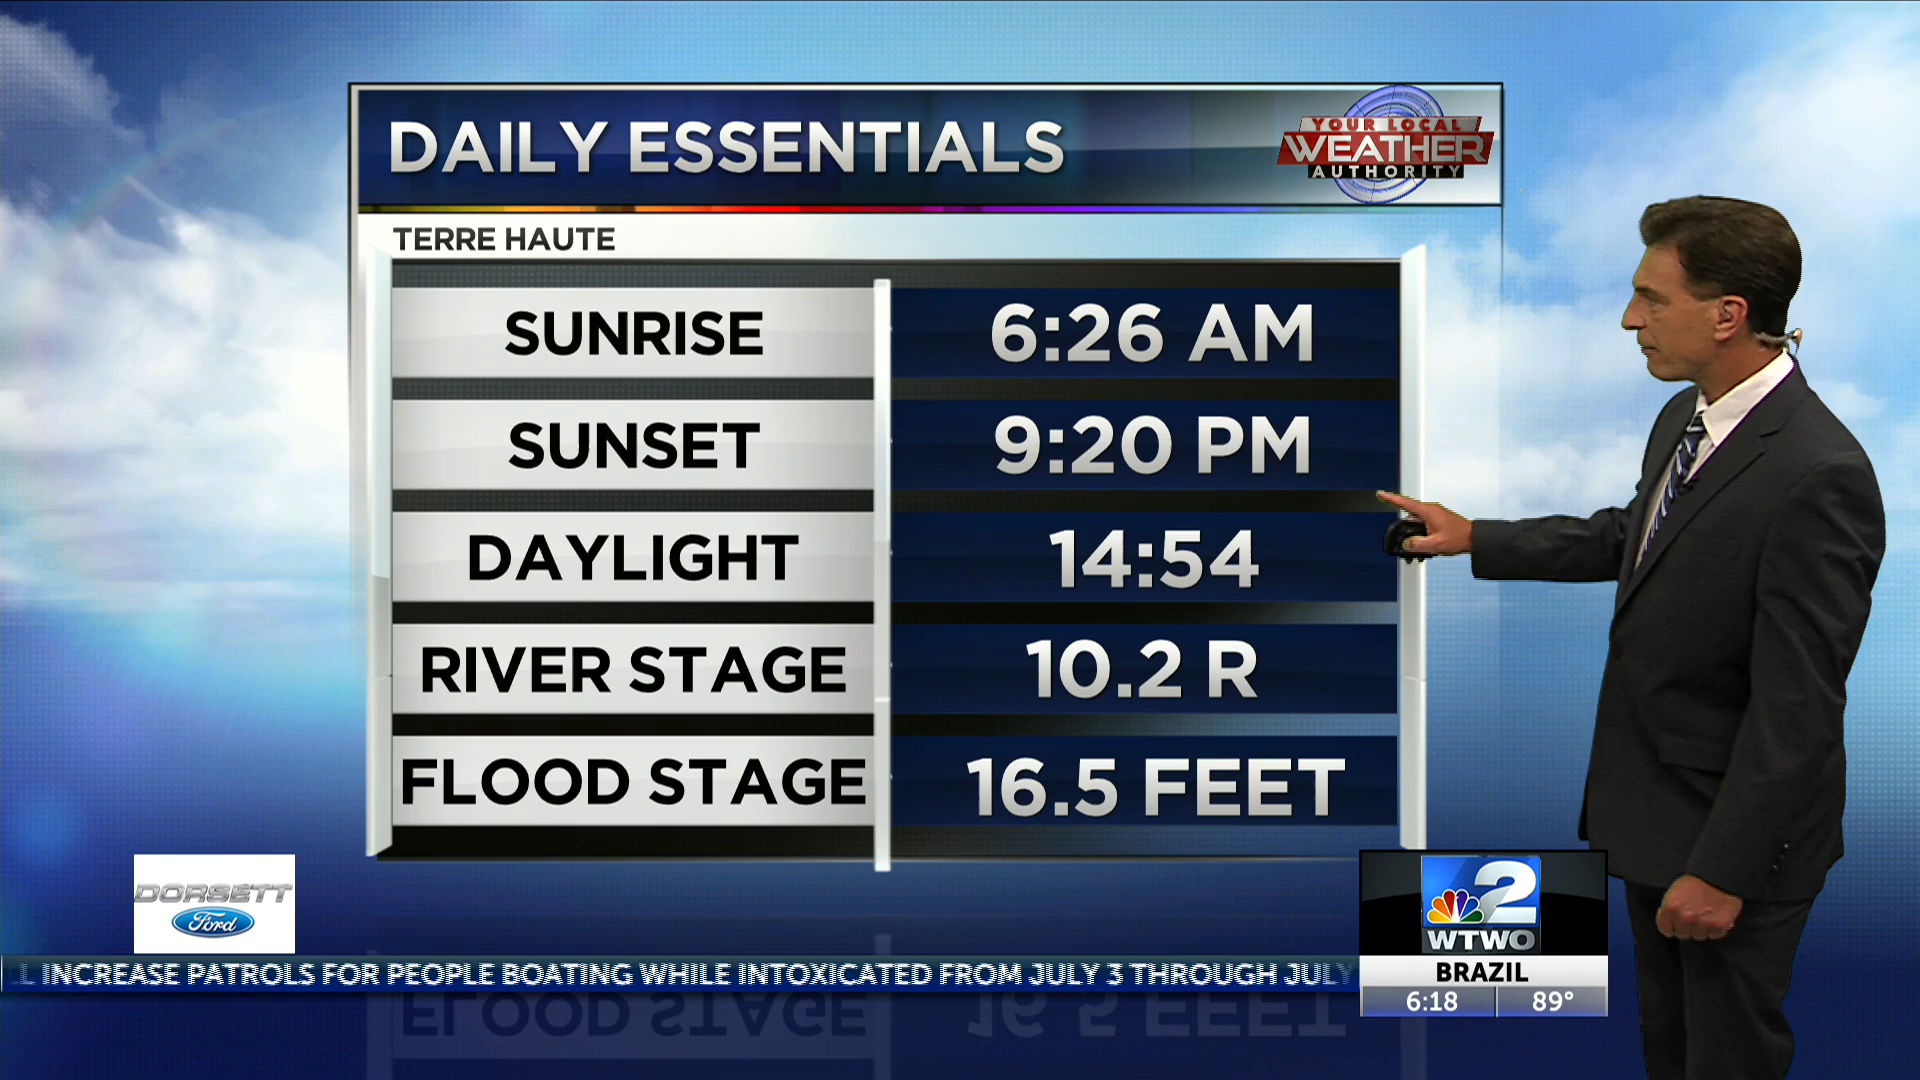 DAILY ESSENTIALS
YOUR LOCAL
WEATHER
AUTHORITY
TERRE HAUTE
SUNRISE 6:26 AM
SUNSET 9:20 PM
DAYLIGHT 14:54
RIVER STAGE 10.2 R
FLOOD STAGE 16.5 FEET
DORSETT
Ford
2
WTWO
INCREASE PATROLS FOR PEOPLE BOATING WHILE INTOXICATED FROM JULY 3 THROUGH JULY
BRAZIL
6:18 89°